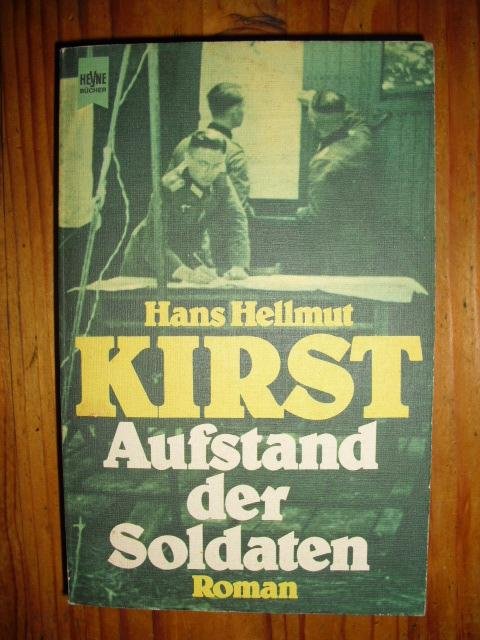 HEYNE
BÜCHER
Hans Hellmut
KIRST
Aufstand
der
Soldaten
Roman